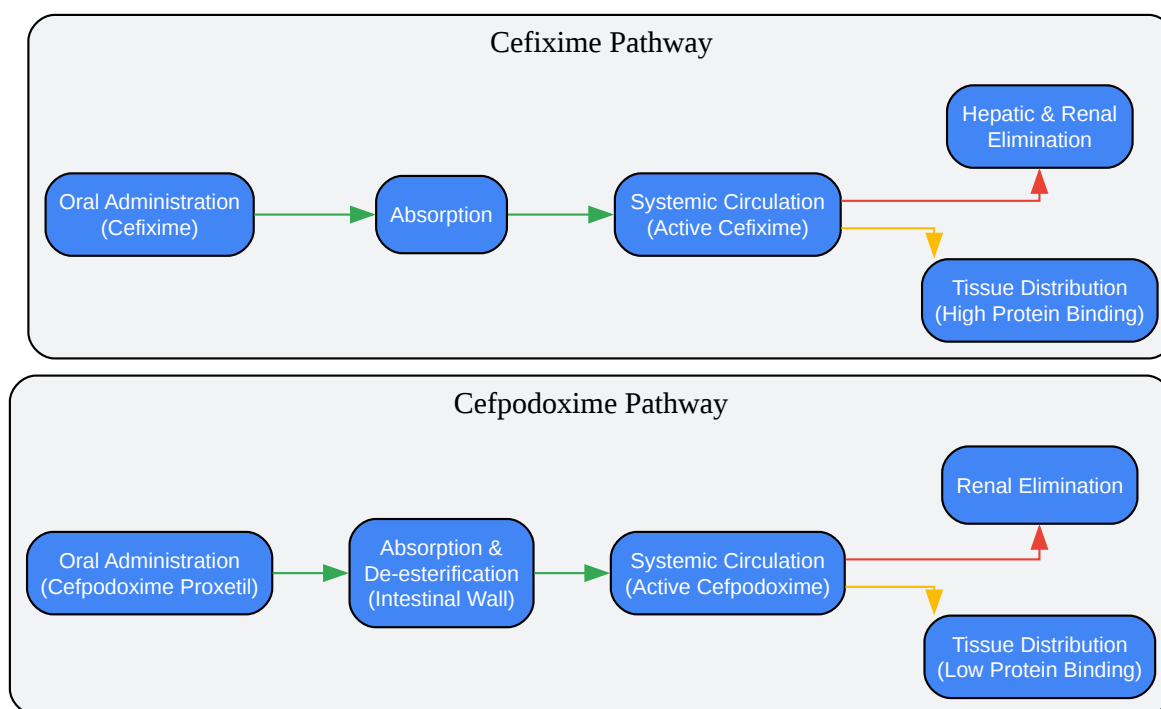 Cefixime Pathway
Hepatic & Renal
Elimination
Oral Administration
(Cefixime)
Absorption
Systemic Circulation
(Active Cefixime)
Tissue Distribution
(High Protein Binding)
Cefpodoxime Pathway
Renal Elimination
Oral Administration
(Cefpodoxime Proxetil)
Absorption &
De-esterification
(Intestinal Wall)
Systemic Circulation
(Active Cefpodoxime)
Tissue Distribution
(Low Protein Binding)